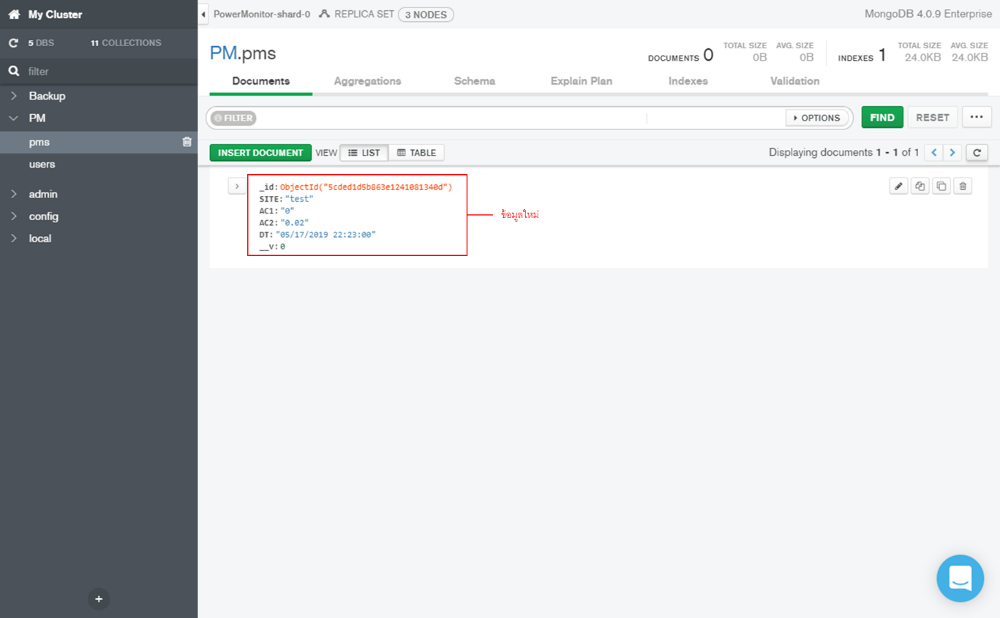 My Cluster
PowerMonitor-shard-0 REPLICA SET 3 NODES
MongoDB 4.0.9 Enterprise
5 DBS 11 COLLECTIONS
filter
Backup
PM
pms
users
admin
config
local
PM.pms
DOCUMENTS 0 TOTAL SIZE 0B AVG. SIZE 0B INDEXES 1 TOTAL SIZE 24.0KB AVG. SIZE 24.0KB
Documents Aggregations Schema Explain Plan Indexes Validation
FILTER OPTIONS FIND RESET
INSERT DOCUMENT VIEW LIST TABLE Displaying documents 1 - 1 of 1
_id: ObjectId("5cded1d5b863e1241081340d")
SITE: "test"
AC1: "0"
AC2: "0.02"
DT: "05/17/2019 22:23:00"
__v: 0
ข้อมูลใหม่